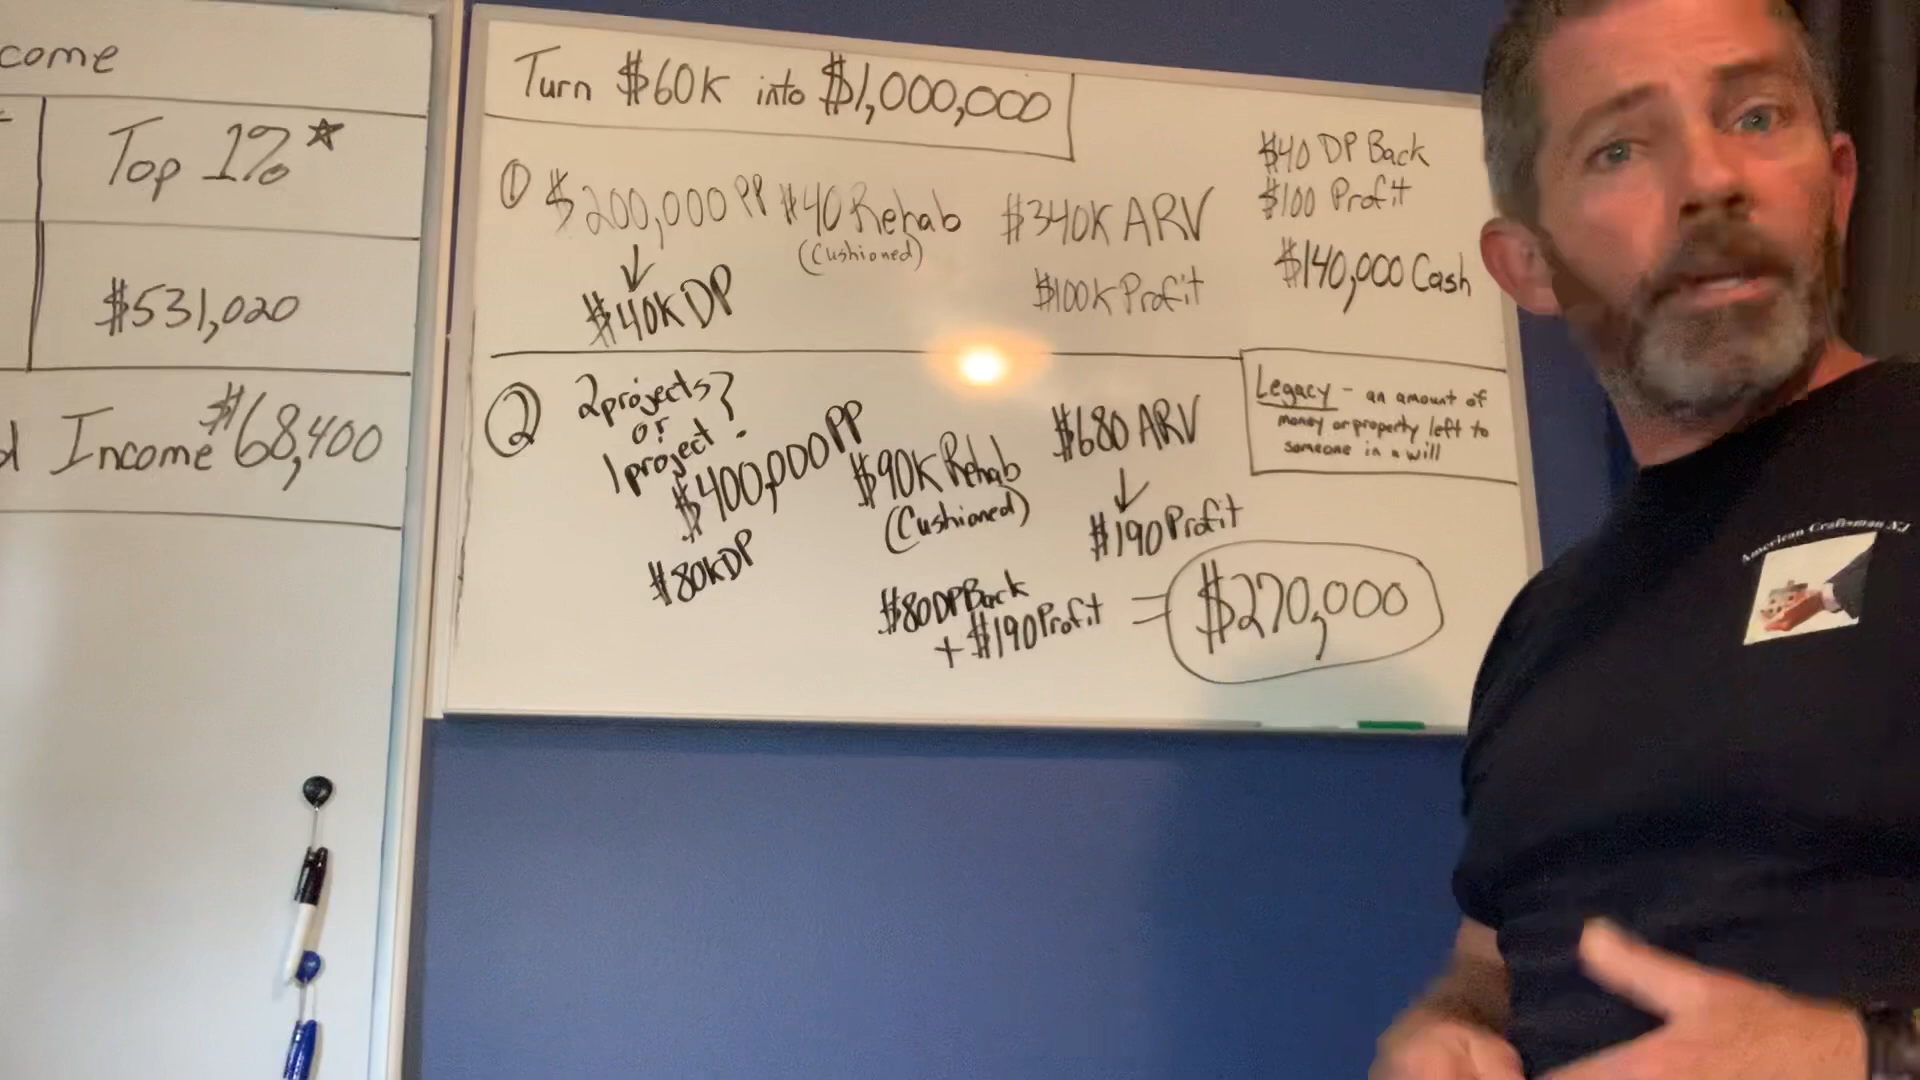 come
Top 1%*
$531,020
d Income $68,400
Turn $60K into $1,000,000
① $200,000 PP $40 Rehab $340K ARV
(Cushioned)
$40K DP
$100K Profit
$40 DP Back
$100 Profit
$140,000 Cash
② 2 projects?
or
1 project.
$400,000 PP
$80K DP
$90K Rehab
(Cushioned)
$680 ARV
$190 Profit
$80 DP Back
+ $190 Profit = $270,000
Legacy - an amount of
money or property left to
someone in a will
American Craftsman NJ